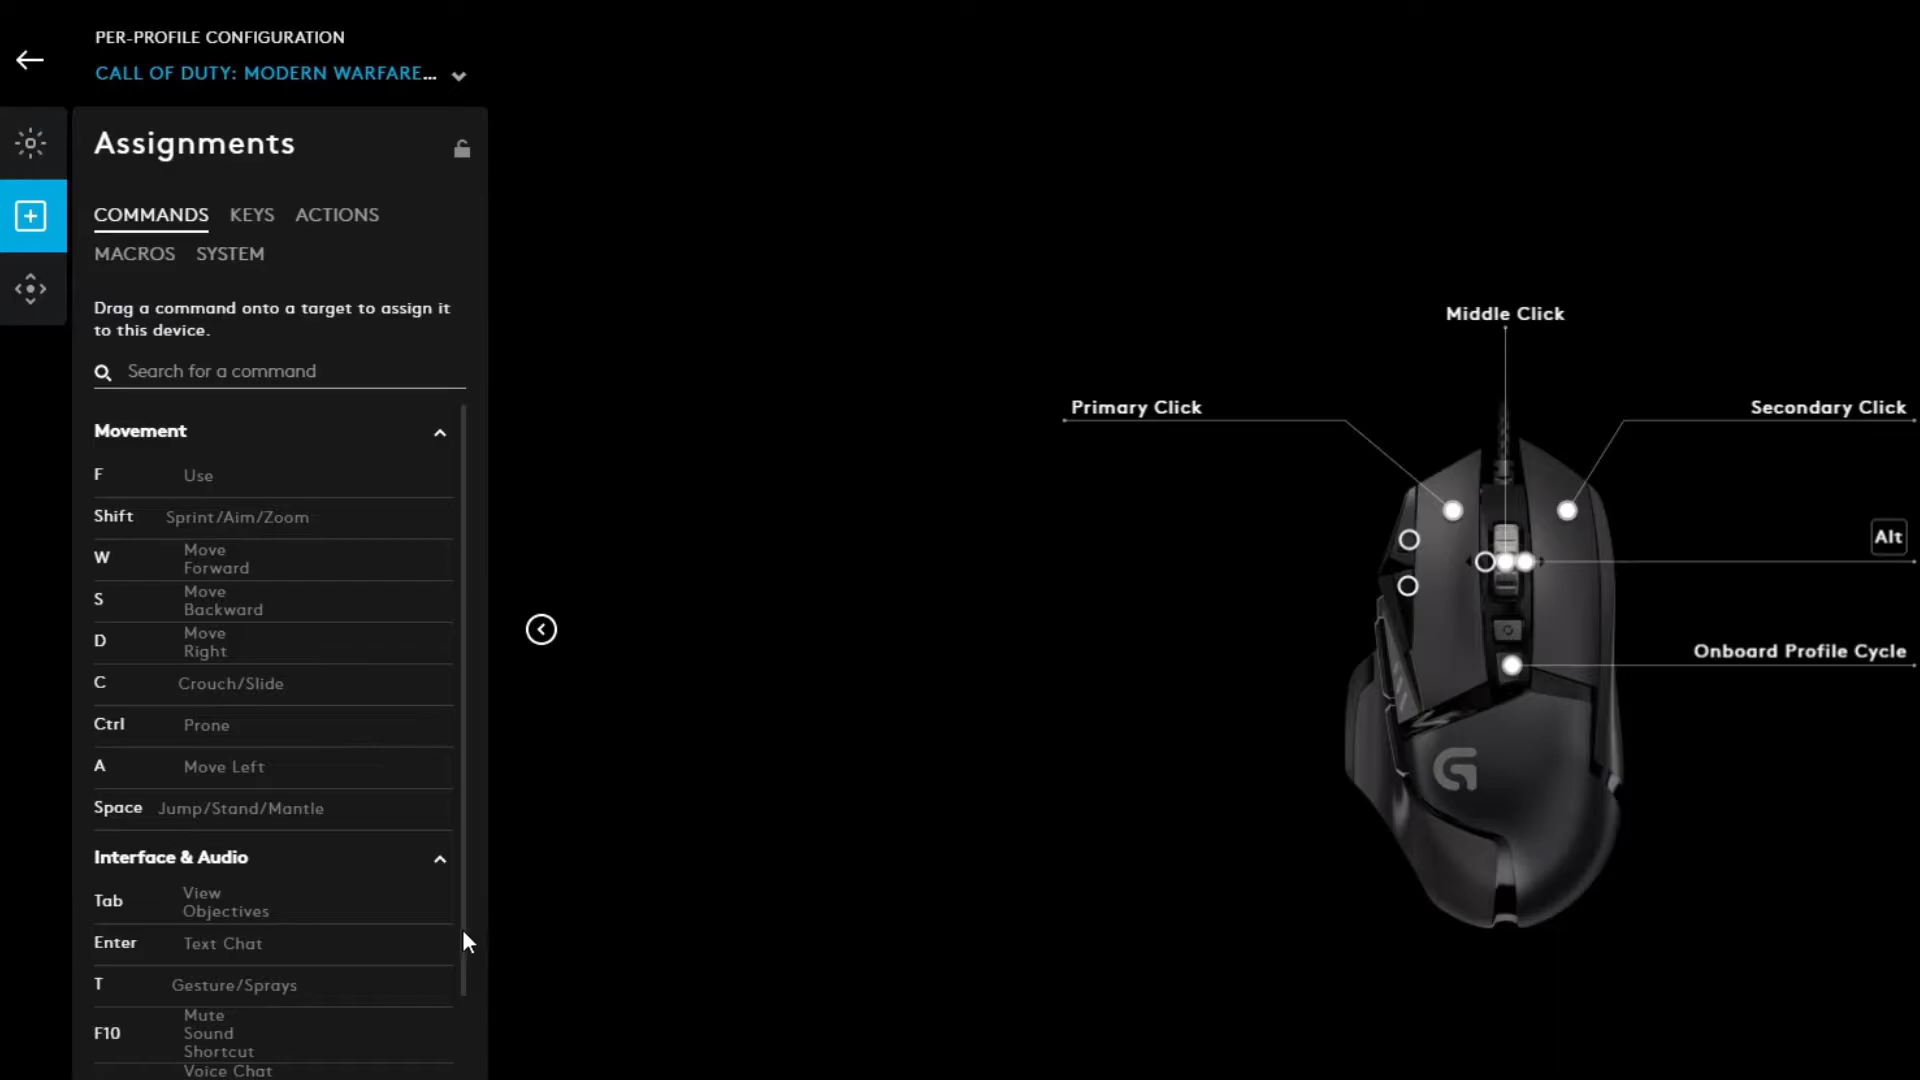 PER-PROFILE CONFIGURATION
CALL OF DUTY: MODERN WARFARE...
Assignments
COMMANDS KEYS ACTIONS
MACROS SYSTEM
Drag a command onto a target to assign it
to this device.
Search for a command
Movement
F Use
Shift Sprint/Aim/Zoom
W Move
Forward
S Move
Backward
D Move
Right
C Crouch/Slide
Ctrl Prone
A Move Left
Space Jump/Stand/Mantle
Interface & Audio
Tab View
Objectives
Enter Text Chat
T Gesture/Sprays
F10 Mute
Sound
Shortcut
Voice Chat
Middle Click
Primary Click
Secondary Click
Alt
Onboard Profile Cycle